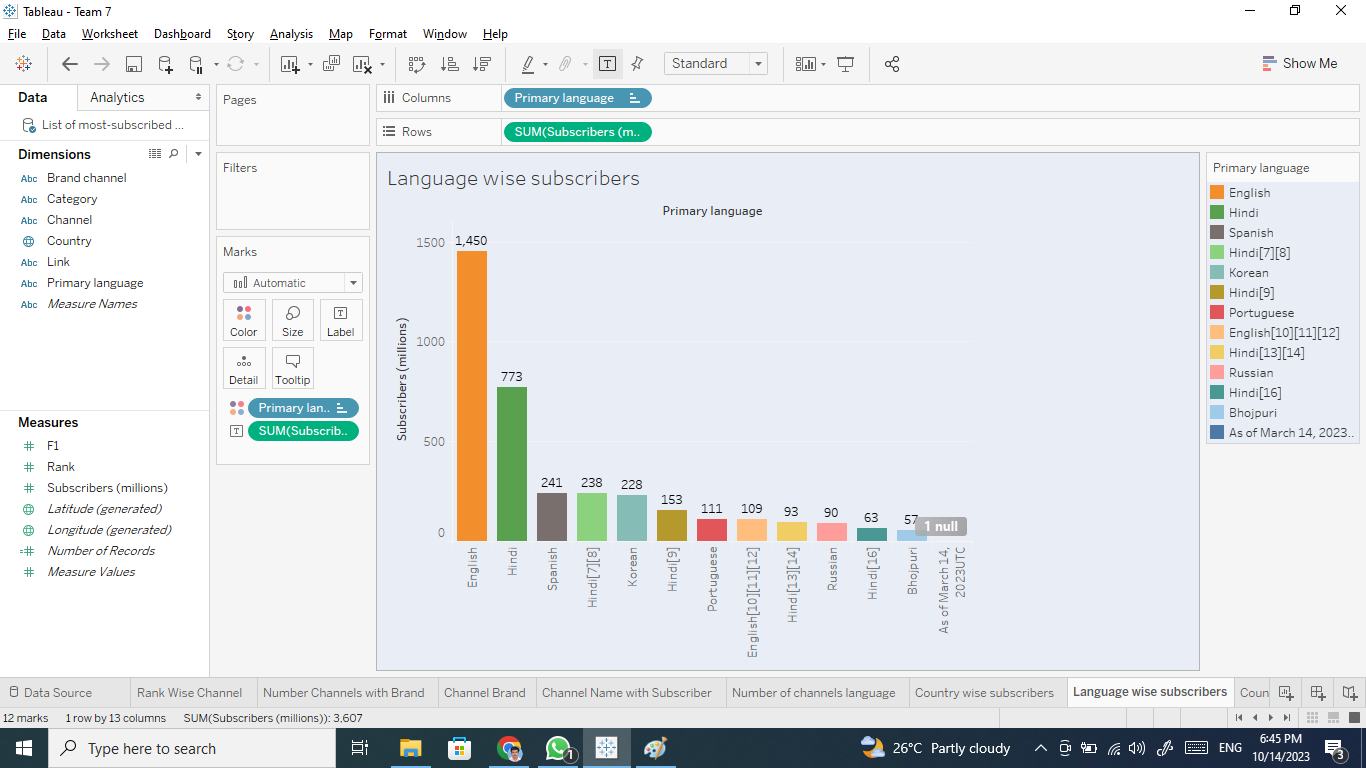 Tableau - Team 7
File Data Worksheet Dashboard Story Analysis Map Format Window Help
Standard
Show Me
Data
Analytics
List of most-subscribed ...
Dimensions
Abc Brand channel
Abc Category
Abc Channel
Country
Abc Link
Abc Primary language
Abc Measure Names
Measures
F1
Rank
Subscribers (millions)
Latitude (generated)
Longitude (generated)
Number of Records
Measure Values
Pages
Filters
Marks
Automatic
Color Size Label
Detail Tooltip
Primary lan..
SUM(Subscrib..
Columns Primary language
Rows SUM(Subscribers (m..
Language wise subscribers
Primary language
Subscribers (millions)
1500
1000
500
0
1,450
773
241
238
228
153
111
109
93
90
63
57
1 null
English
Hindi
Spanish
Hindi[7][8]
Korean
Hindi[9]
Portuguese
English[10][11][12]
Hindi[13][14]
Russian
Hindi[16]
Bhojpuri
As of March 14,
2023UTC
Primary language
English
Hindi
Spanish
Hindi[7][8]
Korean
Hindi[9]
Portuguese
English[10][11][12]
Hindi[13][14]
Russian
Hindi[16]
Bhojpuri
As of March 14, 2023..
Data Source Rank Wise Channel Number Channels with Brand Channel Brand Channel Name with Subscriber Number of channels language Country wise subscribers Language wise subscribers Coun
12 marks 1 row by 13 columns SUM(Subscribers (millions)): 3,607
Type here to search
1
26°C Partly cloudy
ENG
6:45 PM
10/14/2023
3